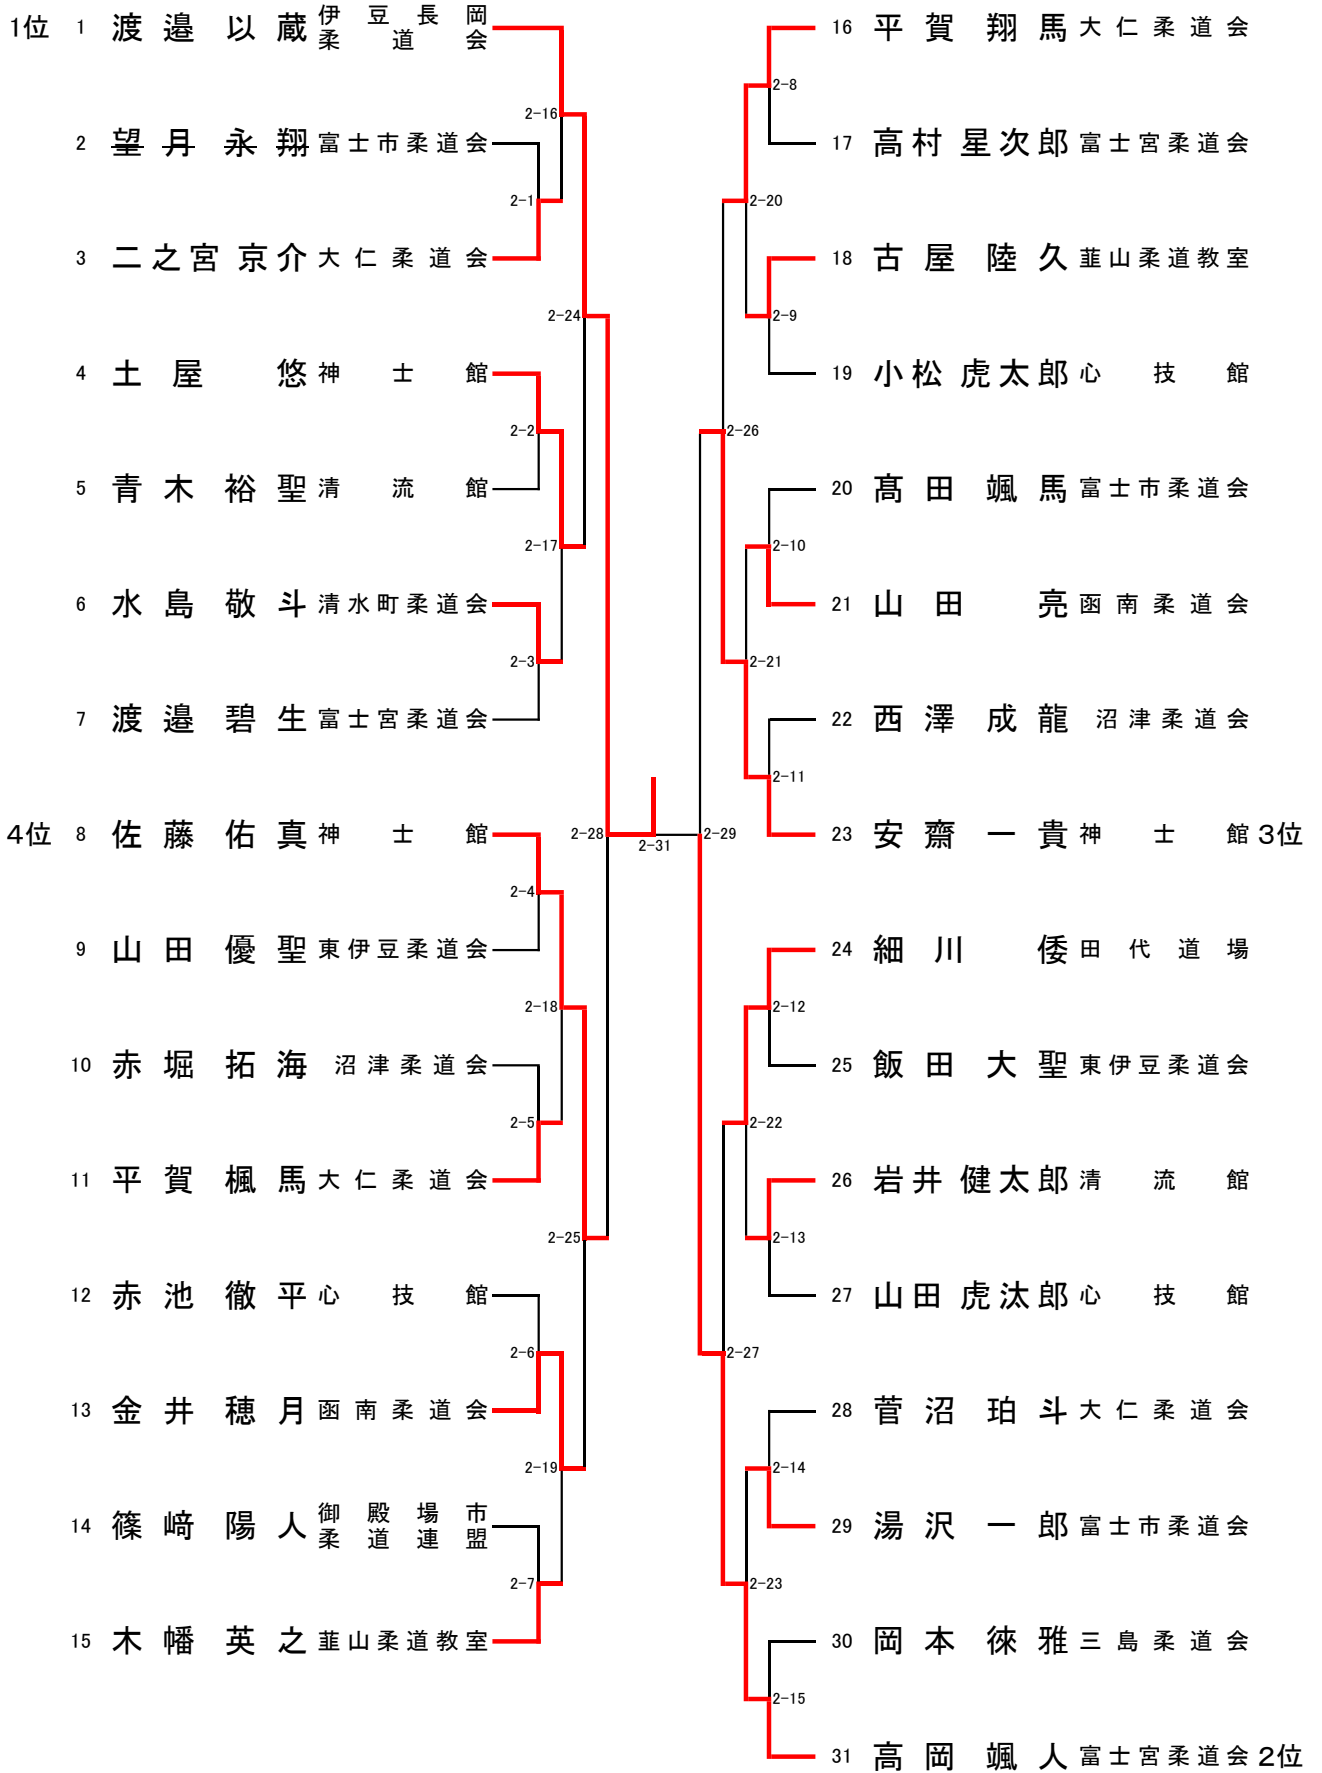 1位 1 渡邉以蔵 伊豆長岡柔道会
2 望月永翔 富士市柔道会
3 二之宮京介 大仁柔道会
4 土屋悠 神士館
5 青木裕聖 清流館
6 水島敬斗 清水町柔道会
7 渡邉碧生 富士宮柔道会
4位 8 佐藤佑真 神士館
9 山田優聖 東伊豆柔道会
10 赤堀拓海 沼津柔道会
11 平賀楓馬 大仁柔道会
12 赤池徹平 心技館
13 金井穂月 函南柔道会
14 篠﨑陽人 御殿場市柔道連盟
15 木幡英之 韮山柔道教室
2-16
2-1
2-24
2-2
2-17
2-3
2-28
2-4
2-18
2-5
2-25
2-6
2-19
2-7
2-31
2-8
2-20
2-9
2-26
2-10
2-21
2-11
2-29
2-12
2-22
2-13
2-27
2-14
2-23
2-15
16 平賀翔馬 大仁柔道会
17 高村星次郎 富士宮柔道会
18 古屋陸久 韮山柔道教室
19 小松虎太郎 心技館
20 髙田颯馬 富士市柔道会
21 山田亮 函南柔道会
22 西澤成龍 沼津柔道会
23 安齋一貴 神士館 3位
24 細川倭 田代道場
25 飯田大聖 東伊豆柔道会
26 岩井健太郎 清流館
27 山田虎汰郎 心技館
28 菅沼珀斗 大仁柔道会
29 湯沢一郎 富士市柔道会
30 岡本徠雅 三島柔道会
31 高岡颯人 富士宮柔道会 2位